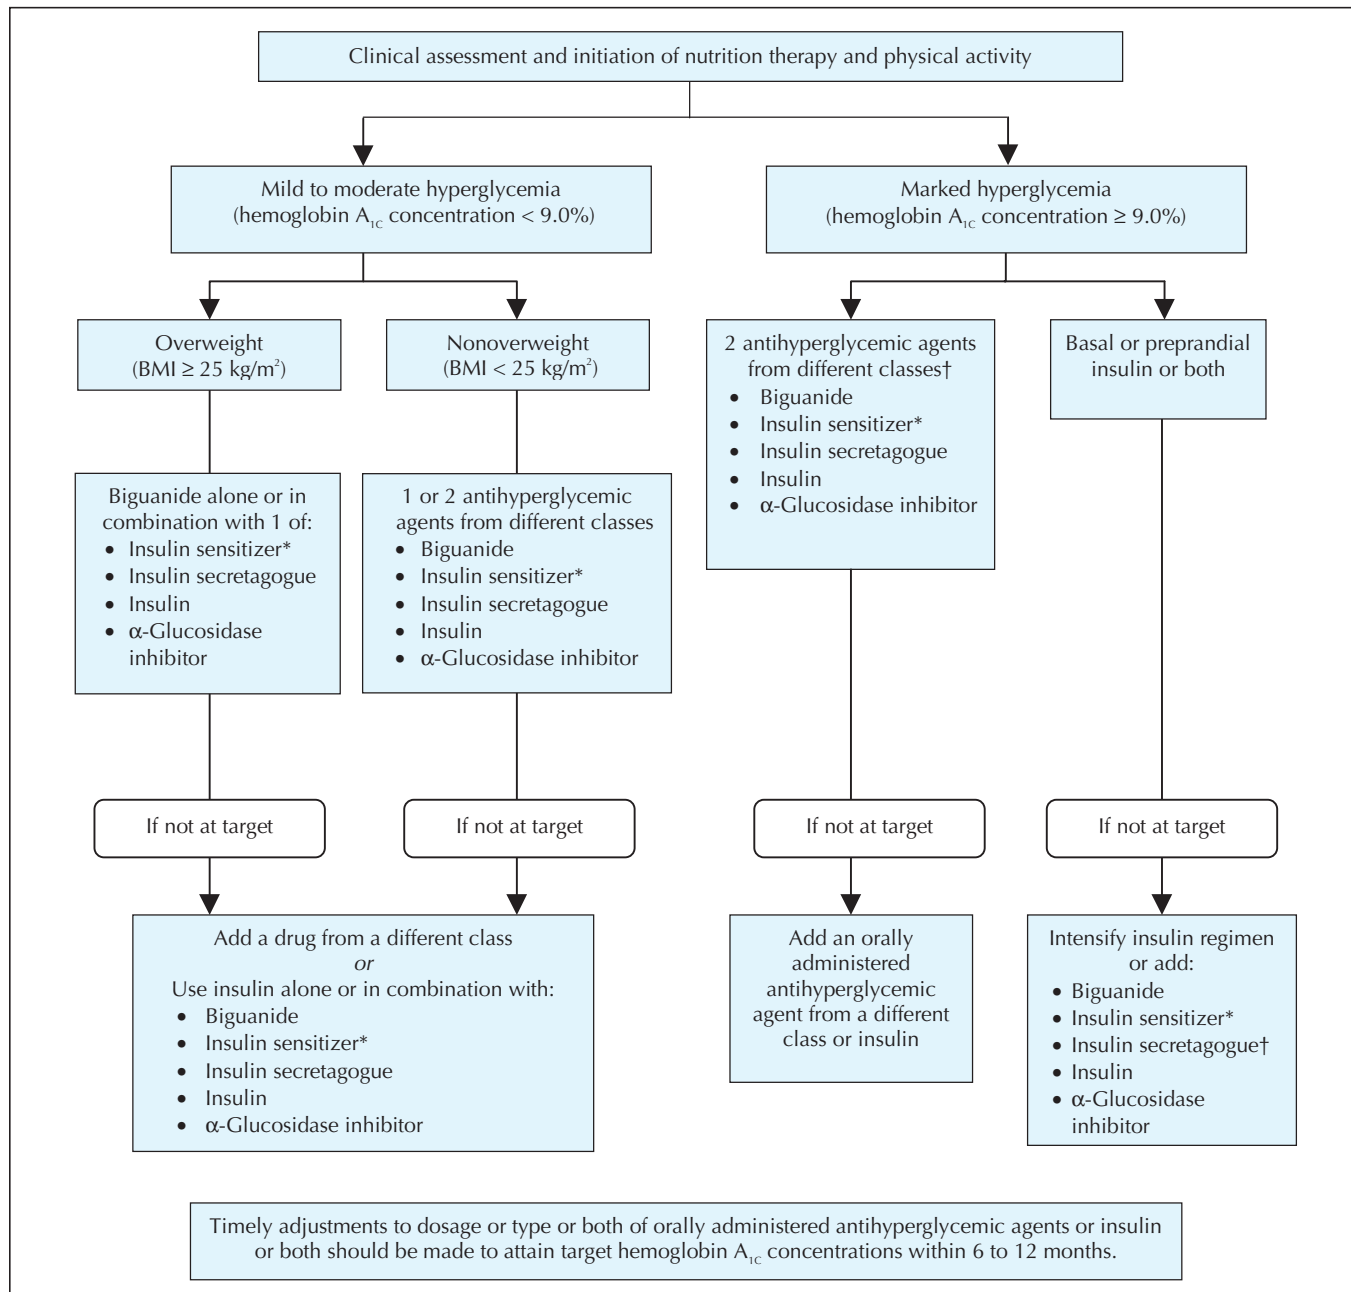 Clinical assessment and initiation of nutrition therapy and physical activity
Mild to moderate hyperglycemia
(hemoglobin A1C concentration < 9.0%)
Marked hyperglycemia
(hemoglobin A1C concentration ≥ 9.0%)
Overweight
(BMI ≥ 25 kg/m²)
Nonoverweight
(BMI < 25 kg/m²)
2 antihyperglycemic agents
from different classes†
• Biguanide
• Insulin sensitizer*
• Insulin secretagogue
• Insulin
• α-Glucosidase inhibitor
Basal or preprandial
insulin or both
Biguanide alone or in
combination with 1 of:
• Insulin sensitizer*
• Insulin secretagogue
• Insulin
• α-Glucosidase
inhibitor
1 or 2 antihyperglycemic
agents from different classes
• Biguanide
• Insulin sensitizer*
• Insulin secretagogue
• Insulin
• α-Glucosidase inhibitor
If not at target
If not at target
If not at target
If not at target
Add a drug from a different class
or
Use insulin alone or in combination with:
• Biguanide
• Insulin sensitizer*
• Insulin secretagogue
• Insulin
• α-Glucosidase inhibitor
Add an orally
administered
antihyperglycemic
agent from a different
class or insulin
Intensify insulin regimen
or add:
• Biguanide
• Insulin sensitizer*
• Insulin secretagogue†
• Insulin
• α-Glucosidase
inhibitor
Timely adjustments to dosage or type or both of orally administered antihyperglycemic agents or insulin
or both should be made to attain target hemoglobin A1C concentrations within 6 to 12 months.